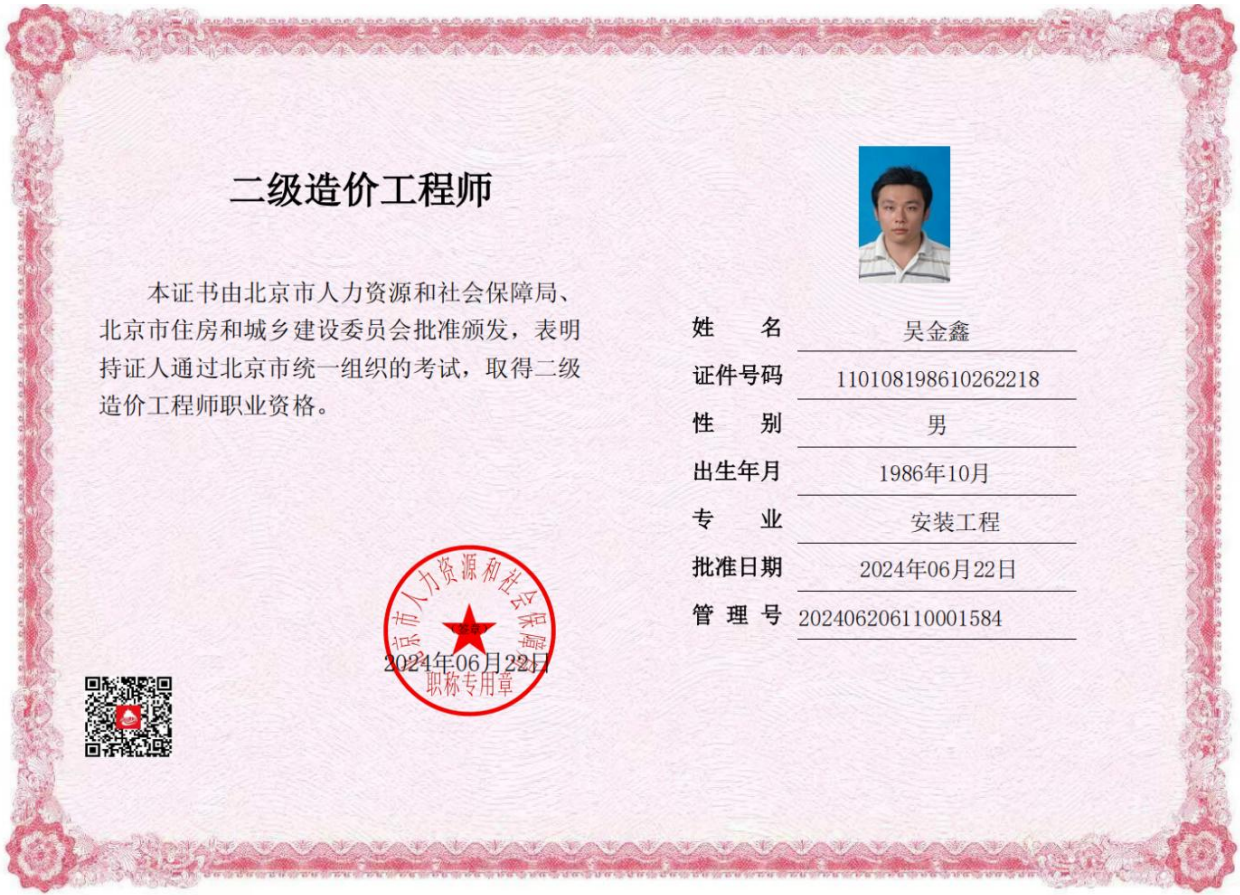 二级造价工程师
本证书由北京市人力资源和社会保障局、
北京市住房和城乡建设委员会批准颁发，表明
持证人通过北京市统一组织的考试，取得二级
造价工程师职业资格。
姓 名 吴金鑫
证件号码 110108198610262218
性 别 男
出生年月 1986年10月
专 业 安装工程
批准日期 2024年06月22日
管 理 号 202406206110001584
北京市人力资源和社会保障局
2024年06月22日
职称专用章